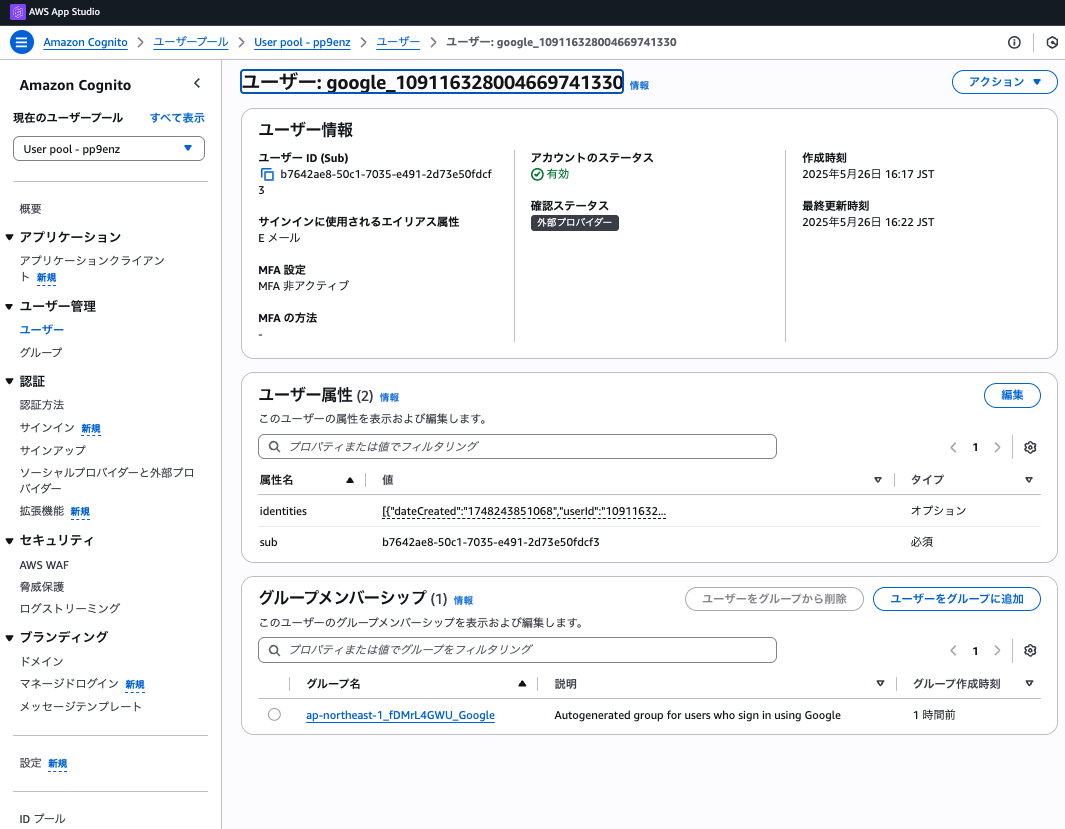 AWS App Studio
Amazon Cognito > ユーザープール > User pool - pp9enz > ユーザー > ユーザー: google_109116328004669741330
Amazon Cognito
現在のユーザープール すべて表示
User pool - pp9enz
概要
アプリケーション
アプリケーションクライアン
ト 新規
ユーザー管理
ユーザー
グループ
認証
認証方法
サインイン 新規
サインアップ
ソーシャルプロバイダーと外部プロ
バイダー
拡張機能 新規
セキュリティ
AWS WAF
脅威保護
ログストリーミング
ブランディング
ドメイン
マネージドログイン 新規
メッセージテンプレート
設定 新規
ID プール
ユーザー: google_109116328004669741330 情報
アクション
ユーザー情報
ユーザー ID (Sub)
b7642ae8-50c1-7035-e491-2d73e50fdcf
3
サインインに使用されるエイリアス属性
E メール
MFA 設定
MFA 非アクティブ
MFA の方法
-
アカウントのステータス
有効
確認ステータス
外部プロバイダー
作成時刻
2025年5月26日 16:17 JST
最終更新時刻
2025年5月26日 16:22 JST
ユーザー属性 (2) 情報
編集
このユーザーの属性を表示および編集します。
プロパティまたは値でフィルタリング
1
属性名 値 タイプ
identities [{"dateCreated":"1748243851068","userId":"10911632... オプション
sub b7642ae8-50c1-7035-e491-2d73e50fdcf3 必須
グループメンバーシップ (1) 情報
ユーザーをグループから削除 ユーザーをグループに追加
このユーザーのグループメンバーシップを表示および編集します。
プロパティまたは値でグループをフィルタリング
1
グループ名 説明 グループ作成時刻
ap-northeast-1_fDMrL4GWU_Google Autogenerated group for users who sign in using Google 1 時間前